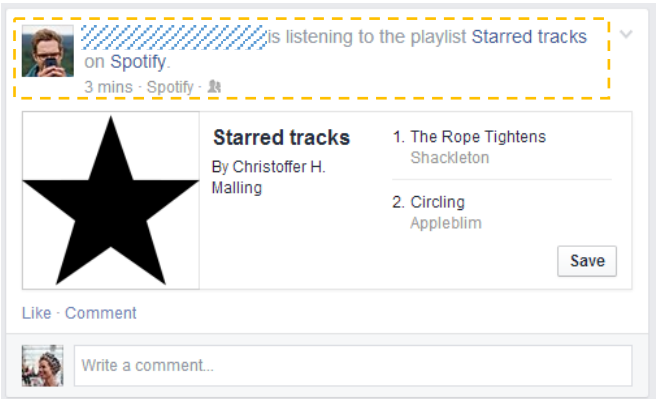 is listening to the playlist Starred tracks
on Spotify.
3 mins · Spotify ·
Starred tracks
By Christoffer H.
Malling
1. The Rope Tightens
Shackleton
2. Circling
Appleblim
Save
Like · Comment
Write a comment...